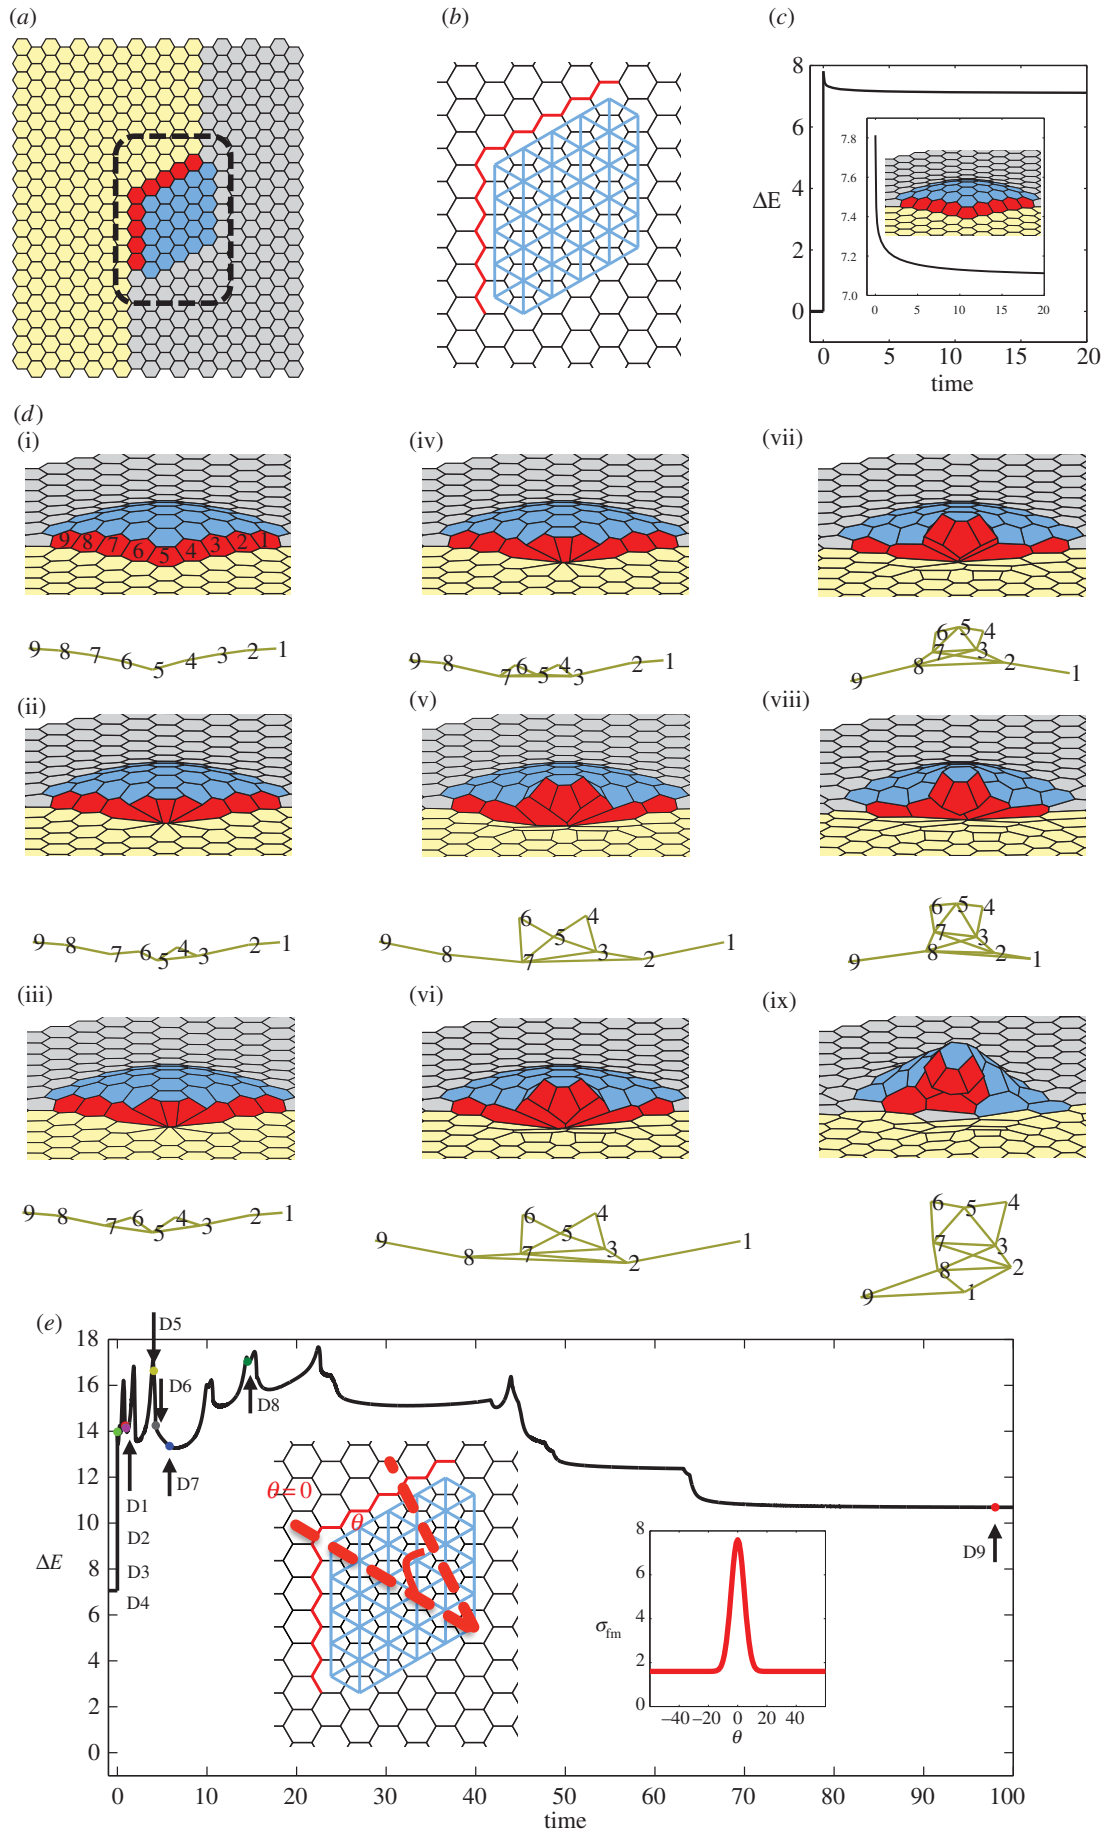 (a)
(b)
(c)
8
6
4
2
0
ΔE
0 5 10 15 20
time
7.8
7.6
7.4
7.2
7.0
0 5 10 15 20
(d)
(i)
9 8 7 6 5 4 3 2 1
9 8 7 6 5 4 3 2 1
(iv)
9 8 7 6 5 4 3 2 1
(vii)
6 5 4
7 3
8 2
9 1
(ii)
9 8 7 6 5 4 3 2 1
(v)
6 4
5
9 8 7 3 2 1
(viii)
6 5 4
7 3
8 2
9 1
(iii)
9 8 7 6 5 4 3 2 1
(vi)
6 5 4
9 8 7 3 2 1
(ix)
6 5 4
7 3
8 2
9 1
(e)
18
16
14
12
10
8
6
4
2
0
ΔE
D5
D6
D8
D7
D1
D2
D3
D4
D9
θ=0
θ
8
6
4
2
0
σfm
−40 −20 0 20 40
θ
0 10 20 30 40 50 60 70 80 90 100
time